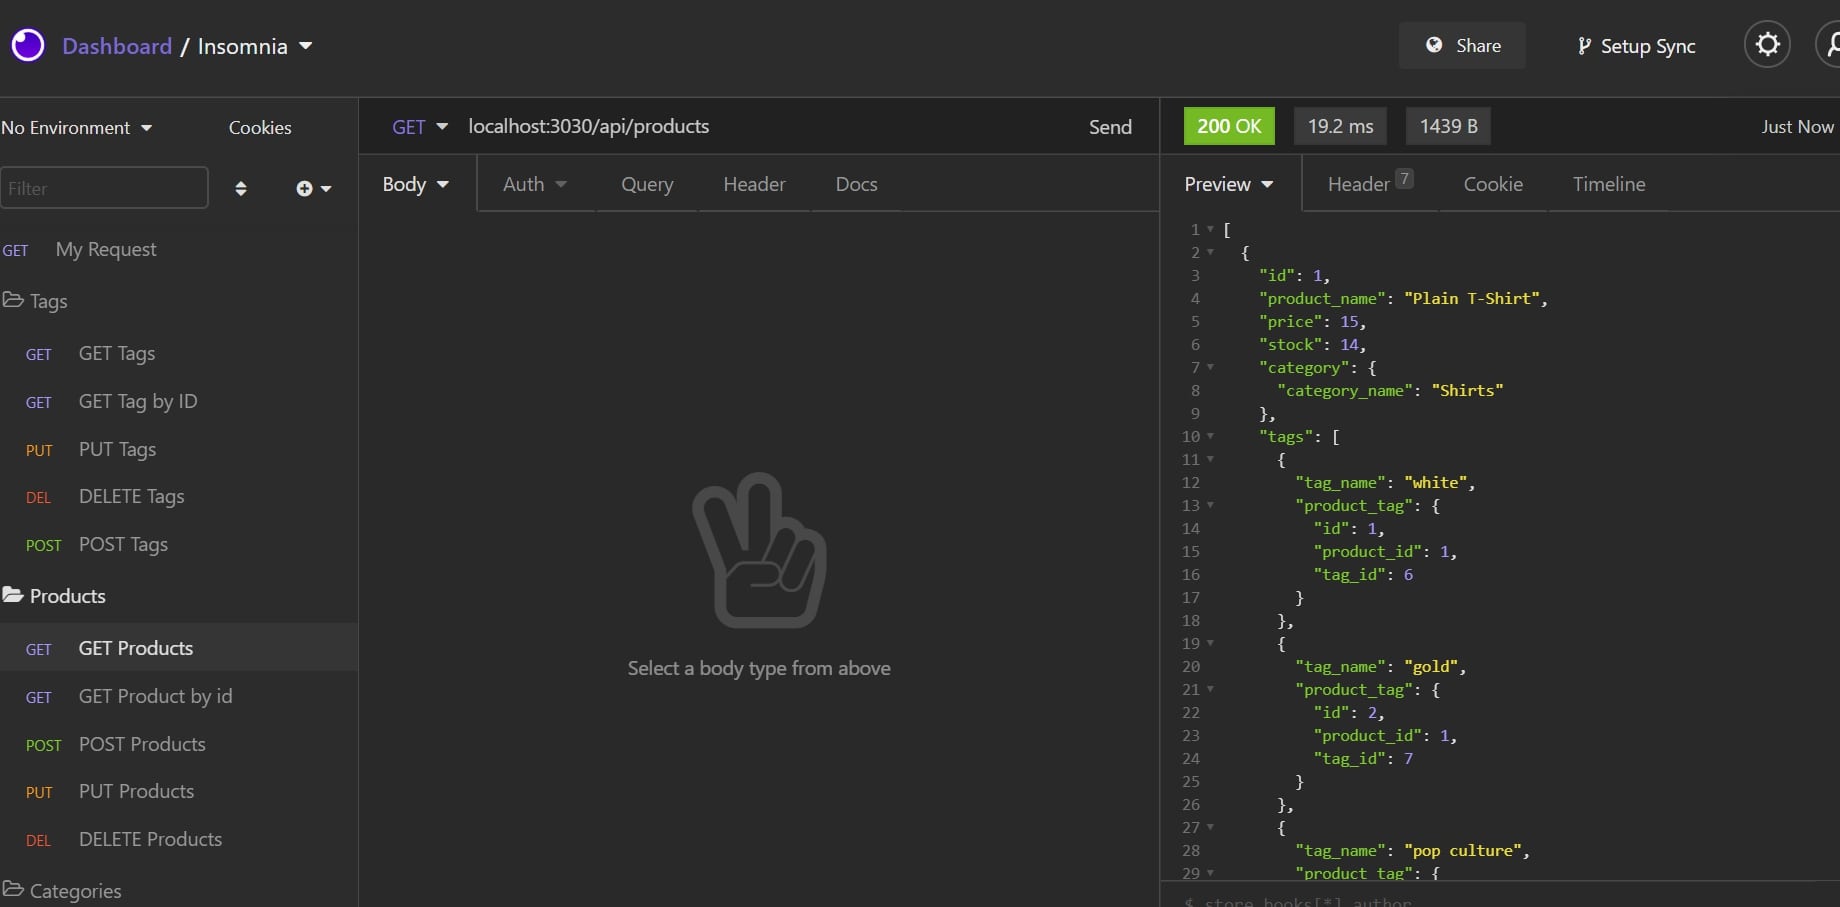 Dashboard / Insomnia
Share
Setup Sync
No Environment
Cookies
Filter
GET My Request
Tags
GET GET Tags
GET GET Tag by ID
PUT PUT Tags
DEL DELETE Tags
POST POST Tags
Products
GET GET Products
GET GET Product by id
POST POST Products
PUT PUT Products
DEL DELETE Products
Categories
GET localhost:3030/api/products Send
Body Auth Query Header Docs
Select a body type from above
200 OK 19.2 ms 1439 B Just Now
Preview Header 7 Cookie Timeline
1 [
2 {
3 "id": 1,
4 "product_name": "Plain T-Shirt",
5 "price": 15,
6 "stock": 14,
7 "category": {
8 "category_name": "Shirts"
9 },
10 "tags": [
11 {
12 "tag_name": "white",
13 "product_tag": {
14 "id": 1,
15 "product_id": 1,
16 "tag_id": 6
17 }
18 },
19 {
20 "tag_name": "gold",
21 "product_tag": {
22 "id": 2,
23 "product_id": 1,
24 "tag_id": 7
25 }
26 },
27 {
28 "tag_name": "pop culture",
29 "product_tag": {
$.store.books[*].author